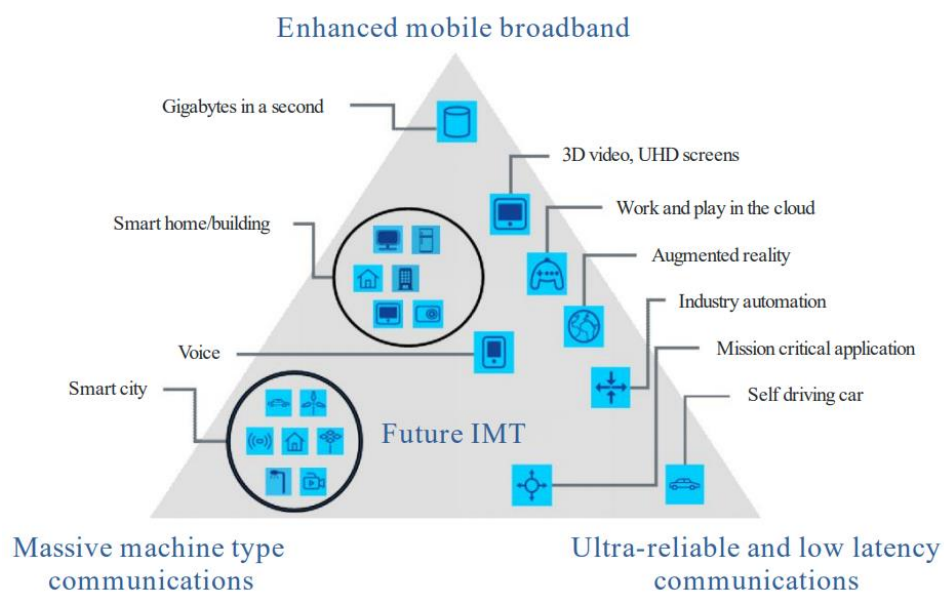 Enhanced mobile broadband
Gigabytes in a second
3D video, UHD screens
Smart home/building
Work and play in the cloud
Augmented reality
Industry automation
Voice
Mission critical application
Smart city
Self driving car
Future IMT
Massive machine type
communications
Ultra-reliable and low latency
communications